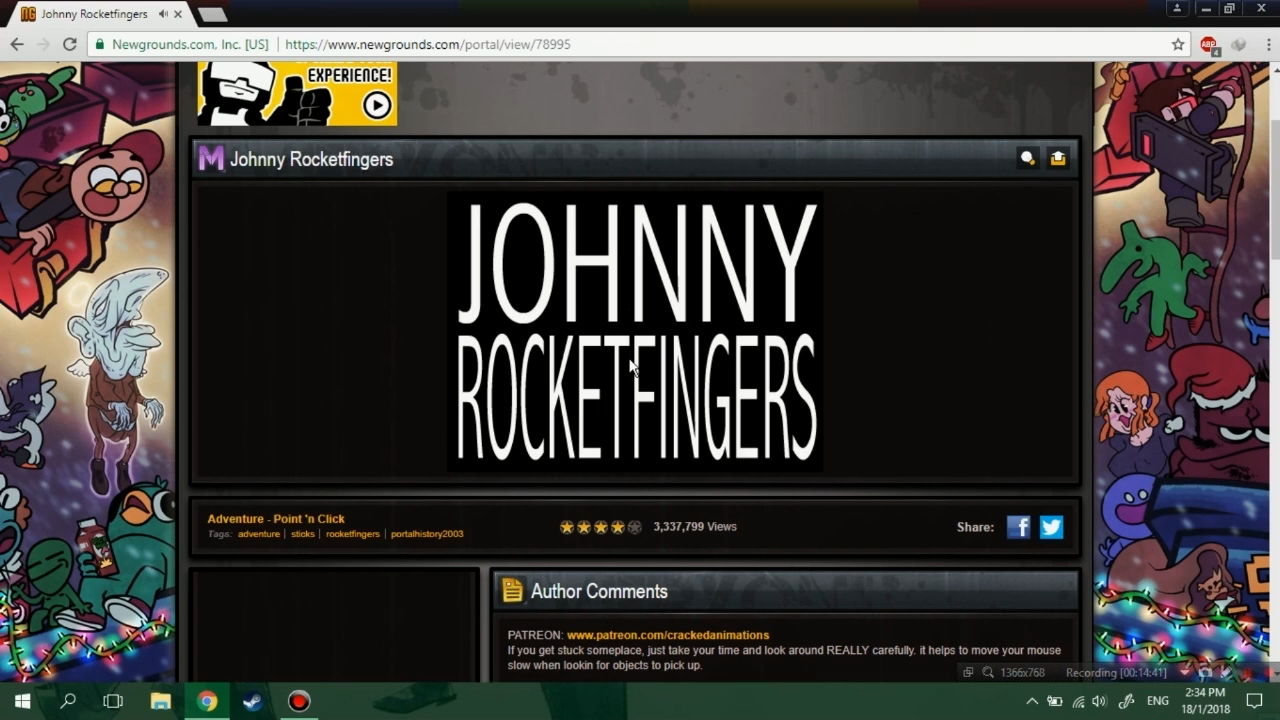 Johnny Rocketfingers
Newgrounds.com, Inc. [US]
https://www.newgrounds.com/portal/view/78995
ABP
4
EXPERIENCE!
M Johnny Rocketfingers
JOHNNY
ROCKETFINGERS
Adventure - Point 'n Click
Tags: adventure | sticks | rocketfingers | portalhistory2003
3,337,799 Views
Share:
Author Comments
PATREON: www.patreon.com/crackedanimations
If you get stuck someplace, just take your time and look around REALLY carefully. it helps to move your mouse
slow when lookin for objects to pick up.
1366x768
Recording [00:14:41]
ENG
2:34 PM
18/1/2018